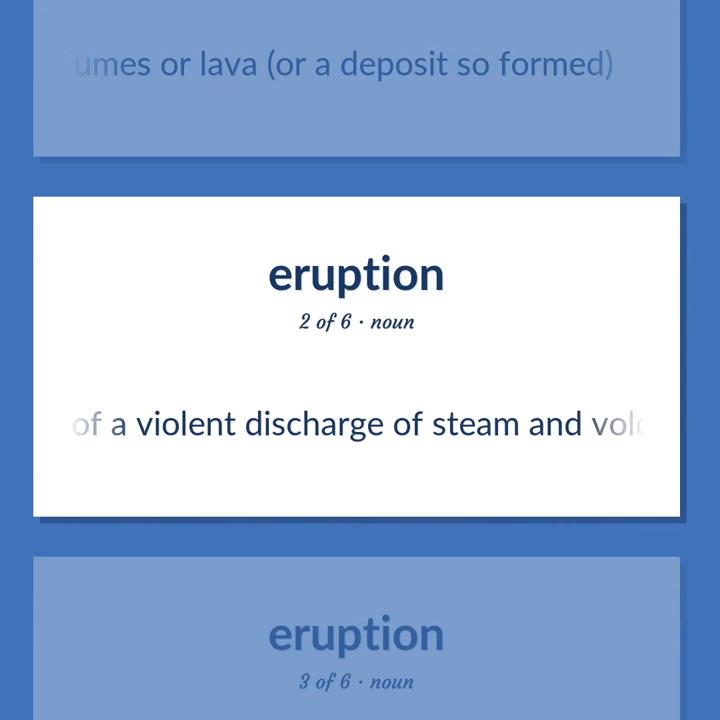 umes or lava (or a deposit so formed)
eruption
2 of 6 · noun
of a violent discharge of steam and
eruption
3 of 6 · noun